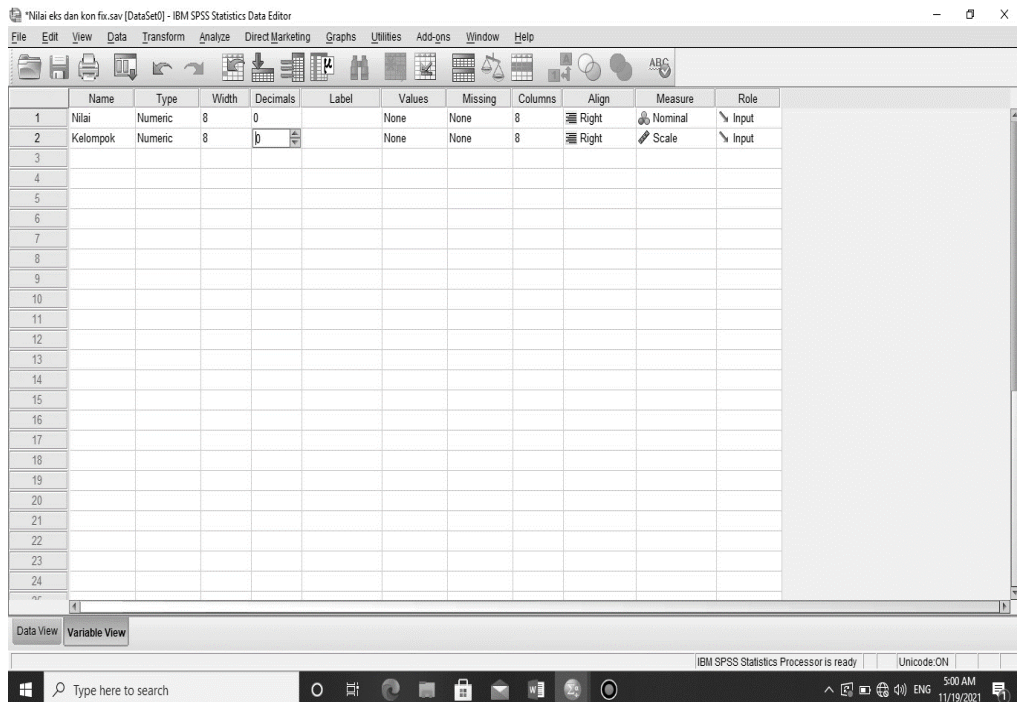 *Nilai eks dan kon fix.sav [DataSet0] - IBM SPSS Statistics Data Editor
File Edit View Data Transform Analyze Direct Marketing Graphs Utilities Add-ons Window Help
Name Type Width Decimals Label Values Missing Columns Align Measure Role
1 Nilai Numeric 8 0 None None 8 Right Nominal Input
2 Kelompok Numeric 8 0 None None 8 Right Scale Input
3
4
5
6
7
8
9
10
11
12
13
14
15
16
17
18
19
20
21
22
23
24
Data View Variable View
IBM SPSS Statistics Processor is ready Unicode:ON
Type here to search ENG 5:00 AM
11/19/2021